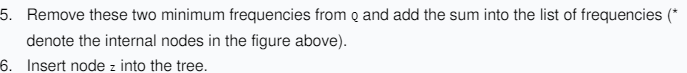 5. Remove these two minimum frequencies from Q and add the sum into the list of frequencies (*
denote the internal nodes in the figure above).
6. Insert node z into the tree.